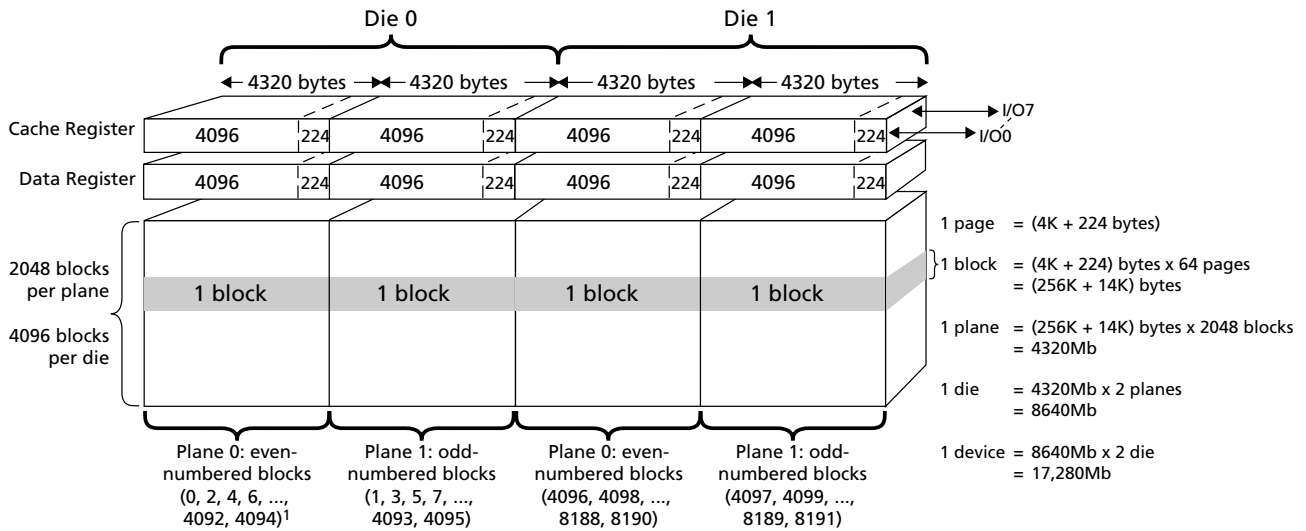 Die 0 Die 1
4320 bytes 4320 bytes 4320 bytes 4320 bytes
I/O7
Cache Register 4096 224 4096 224 4096 224 4096 224
I/O0
Data Register 4096 224 4096 224 4096 224 4096 224
1 page = (4K + 224 bytes)
2048 blocks
per plane
4096 blocks
per die
1 block 1 block 1 block 1 block
1 block = (4K + 224) bytes x 64 pages
= (256K + 14K) bytes
1 plane = (256K + 14K) bytes x 2048 blocks
= 4320Mb
1 die = 4320Mb x 2 planes
= 8640Mb
1 device = 8640Mb x 2 die
= 17,280Mb
Plane 0: even-
numbered blocks
(0, 2, 4, 6, ...,
4092, 4094)1
Plane 1: odd-
numbered blocks
(1, 3, 5, 7, ...,
4093, 4095)
Plane 0: even-
numbered blocks
(4096, 4098, ...,
8188, 8190)
Plane 1: odd-
numbered blocks
(4097, 4099, ...,
8189, 8191)